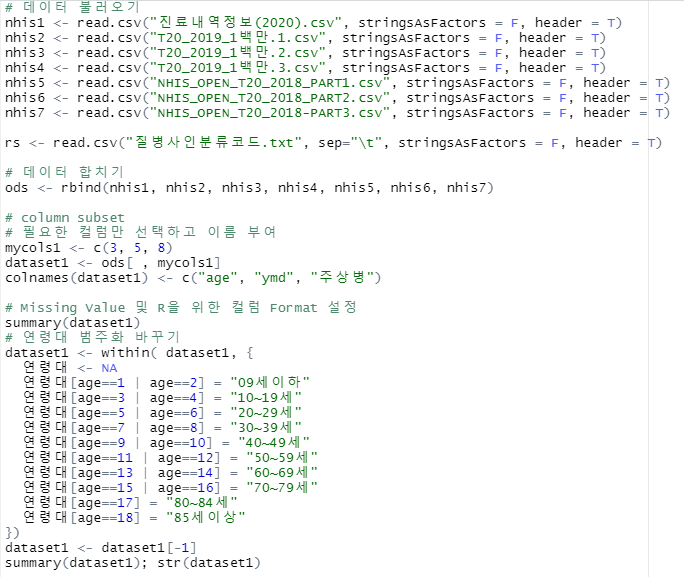 # 데이터 불러오기
nhis1 <- read.csv("진료내역정보(2020).csv", stringsAsFactors = F, header = T)
nhis2 <- read.csv("T20_2019_1백만.1.csv", stringsAsFactors = F, header = T)
nhis3 <- read.csv("T20_2019_1백만.2.csv", stringsAsFactors = F, header = T)
nhis4 <- read.csv("T20_2019_1백만.3.csv", stringsAsFactors = F, header = T)
nhis5 <- read.csv("NHIS_OPEN_T20_2018_PART1.csv", stringsAsFactors = F, header = T)
nhis6 <- read.csv("NHIS_OPEN_T20_2018_PART2.csv", stringsAsFactors = F, header = T)
nhis7 <- read.csv("NHIS_OPEN_T20_2018-PART3.csv", stringsAsFactors = F, header = T)
rs <- read.csv("질병사인분류코드.txt", sep="\t", stringsAsFactors = F, header = T)
# 데이터 합치기
ods <- rbind(nhis1, nhis2, nhis3, nhis4, nhis5, nhis6, nhis7)
# column subset
# 필요한 컬럼만 선택하고 이름 부여
mycols1 <- c(3, 5, 8)
dataset1 <- ods[ , mycols1]
colnames(dataset1) <- c("age", "ymd", "주상병")
# Missing Value 및 R을 위한 컬럼 Format 설정
summary(dataset1)
# 연령대 범주화 바꾸기
dataset1 <- within( dataset1, {
연령대 <- NA
연령대[age==1 | age==2] = "09세이하"
연령대[age==3 | age==4] = "10~19세"
연령대[age==5 | age==6] = "20~29세"
연령대[age==7 | age==8] = "30~39세"
연령대[age==9 | age==10] = "40~49세"
연령대[age==11 | age==12] = "50~59세"
연령대[age==13 | age==14] = "60~69세"
연령대[age==15 | age==16] = "70~79세"
연령대[age==17] = "80~84세"
연령대[age==18] = "85세이상"
})
dataset1 <- dataset1[-1]
summary(dataset1); str(dataset1)